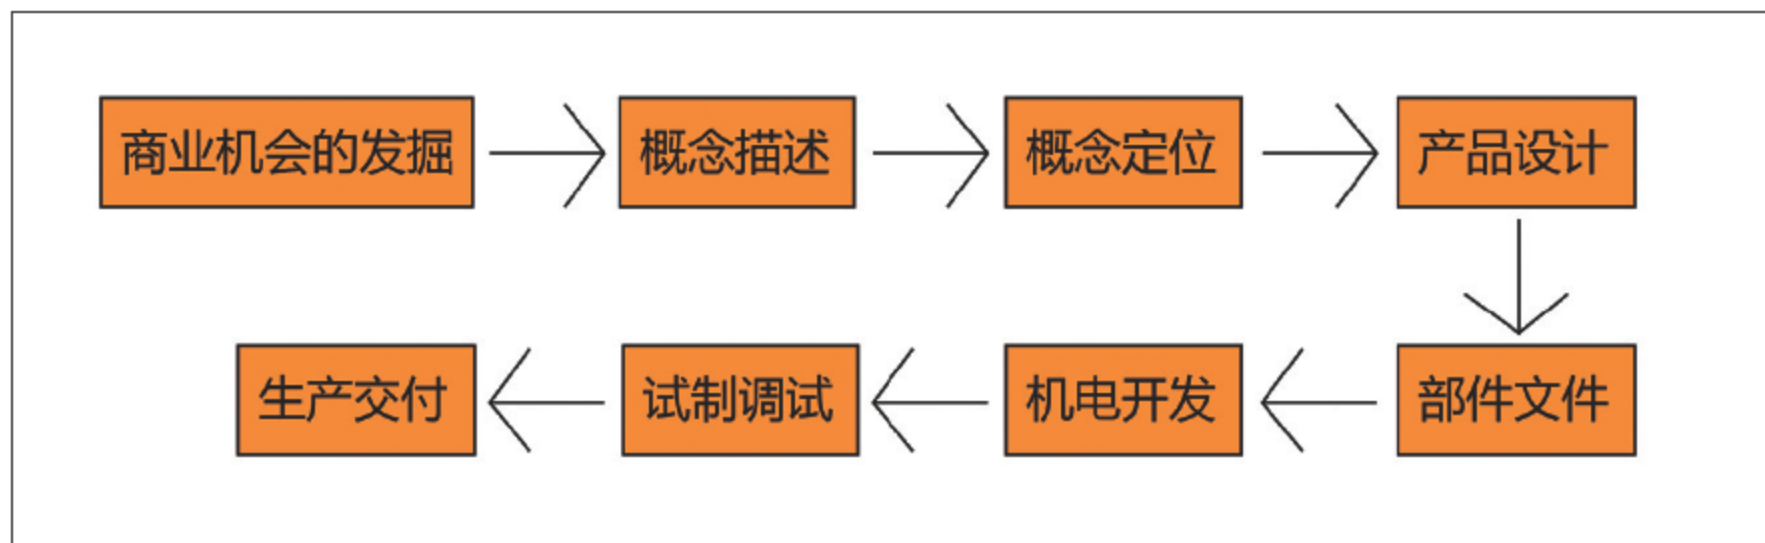 商业机会的发掘
概念描述
概念定位
产品设计
部件文件
机电开发
试制调试
生产交付